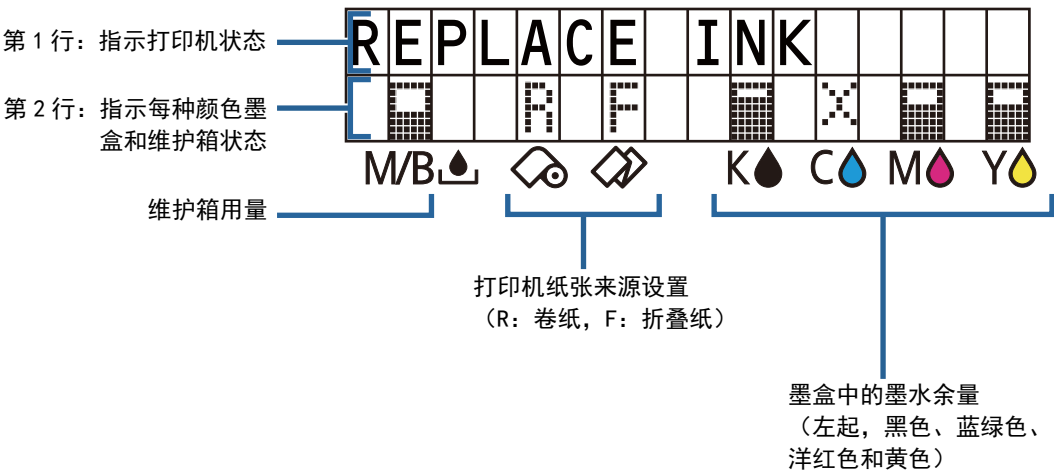 第1行：指示打印机状态
REPLACE INK
第2行：指示每种颜色墨
盒和维护箱状态
R F X
M/B K C M Y
维护箱用量
打印机纸张来源设置
（R：卷纸，F：折叠纸）
墨盒中的墨水余量
（左起，黑色、蓝绿色、
洋红色和黄色）